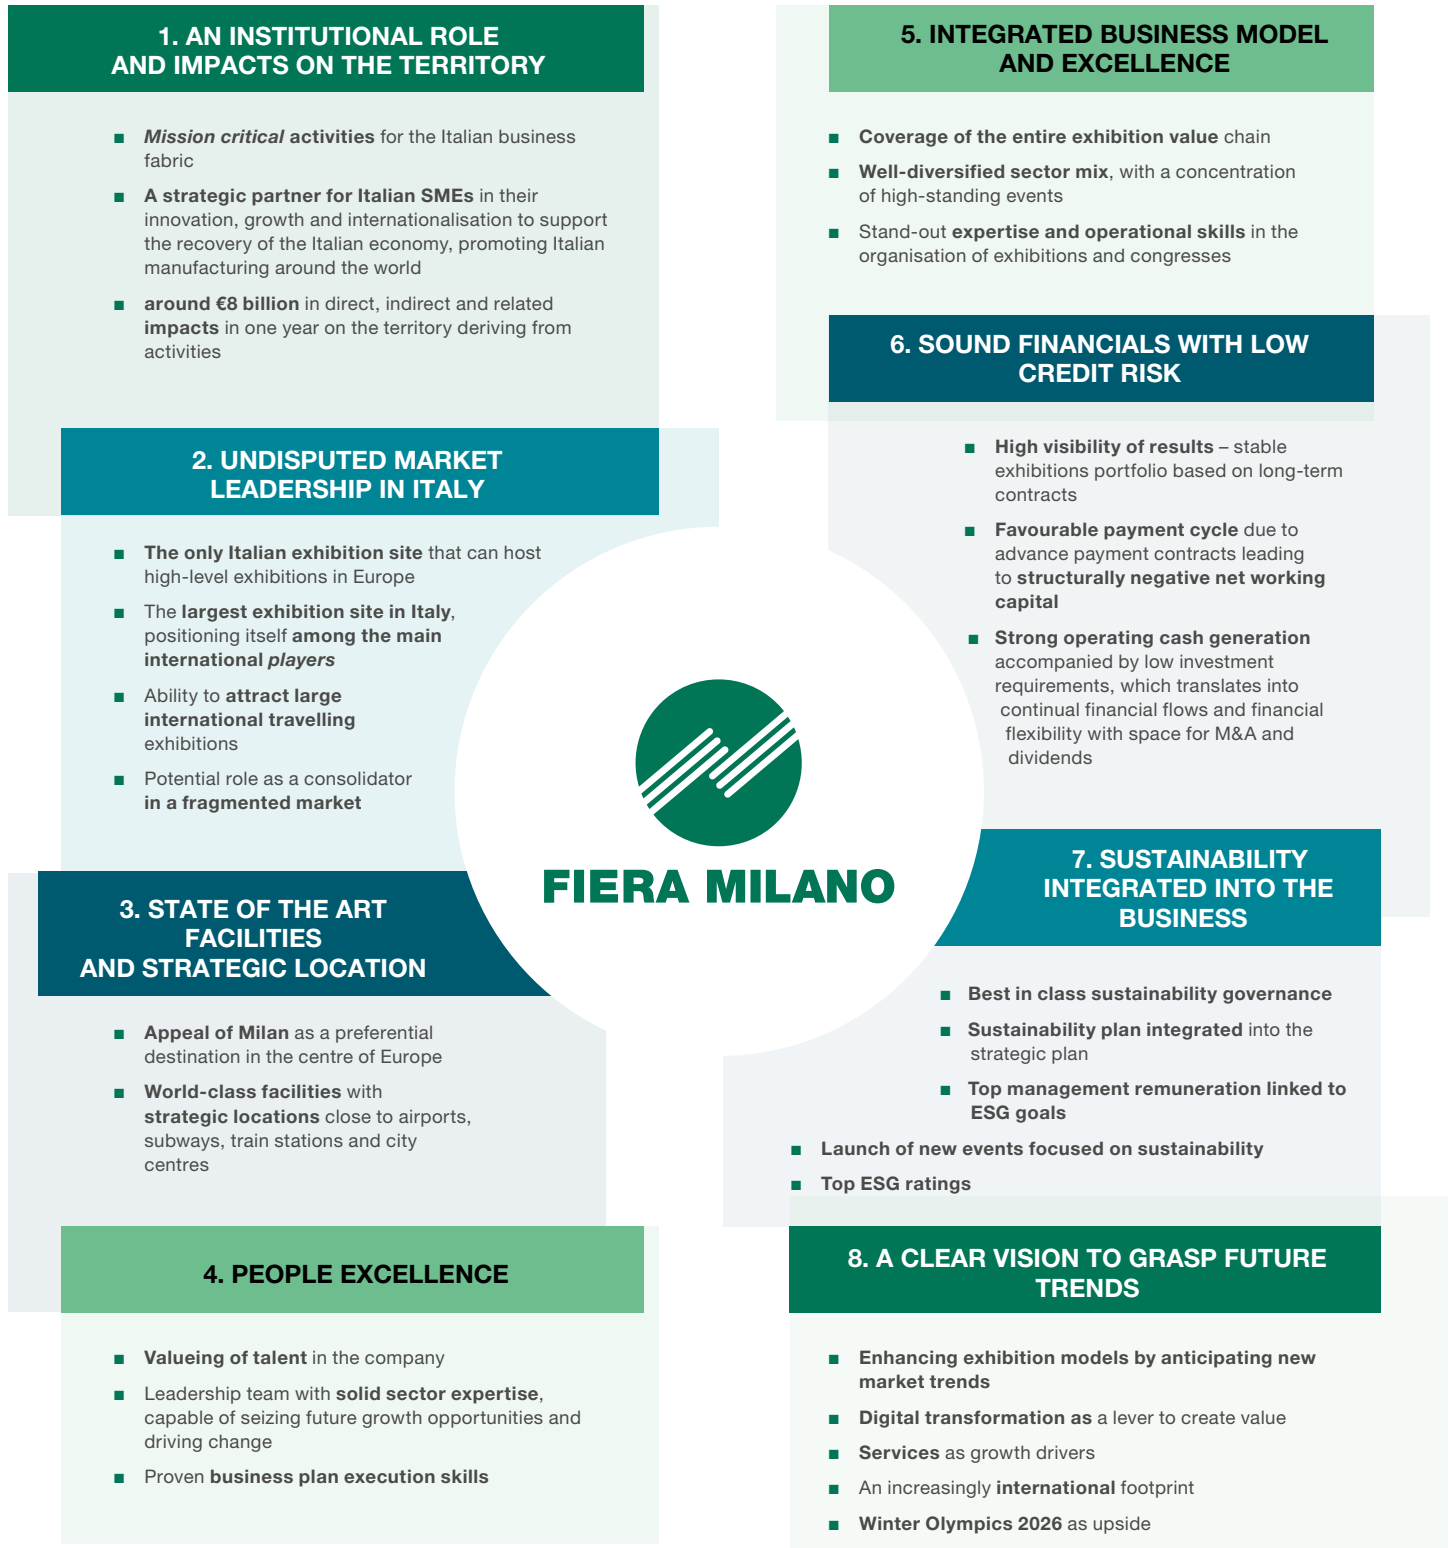 1. AN INSTITUTIONAL ROLE
AND IMPACTS ON THE TERRITORY
■ Mission critical activities for the Italian business
fabric
■ A strategic partner for Italian SMEs in their
innovation, growth and internationalisation to support
the recovery of the Italian economy, promoting Italian
manufacturing around the world
■ around €8 billion in direct, indirect and related
impacts in one year on the territory deriving from
activities
2. UNDISPUTED MARKET
LEADERSHIP IN ITALY
■ The only Italian exhibition site that can host
high-level exhibitions in Europe
■ The largest exhibition site in Italy,
positioning itself among the main
international players
■ Ability to attract large
international travelling
exhibitions
■ Potential role as a consolidator
in a fragmented market
3. STATE OF THE ART
FACILITIES
AND STRATEGIC LOCATION
■ Appeal of Milan as a preferential
destination in the centre of Europe
■ World-class facilities with
strategic locations close to airports,
subways, train stations and city
centres
4. PEOPLE EXCELLENCE
■ Valueing of talent in the company
■ Leadership team with solid sector expertise,
capable of seizing future growth opportunities and
driving change
■ Proven business plan execution skills
FIERA MILANO
5. INTEGRATED BUSINESS MODEL
AND EXCELLENCE
■ Coverage of the entire exhibition value chain
■ Well-diversified sector mix, with a concentration
of high-standing events
■ Stand-out expertise and operational skills in the
organisation of exhibitions and congresses
6. SOUND FINANCIALS WITH LOW
CREDIT RISK
■ High visibility of results – stable
exhibitions portfolio based on long-term
contracts
■ Favourable payment cycle due to
advance payment contracts leading
to structurally negative net working
capital
■ Strong operating cash generation
accompanied by low investment
requirements, which translates into
continual financial flows and financial
flexibility with space for M&A and
dividends
7. SUSTAINABILITY
INTEGRATED INTO THE
BUSINESS
■ Best in class sustainability governance
■ Sustainability plan integrated into the
strategic plan
■ Top management remuneration linked to
ESG goals
■ Launch of new events focused on sustainability
■ Top ESG ratings
8. A CLEAR VISION TO GRASP FUTURE
TRENDS
■ Enhancing exhibition models by anticipating new
market trends
■ Digital transformation as a lever to create value
■ Services as growth drivers
■ An increasingly international footprint
■ Winter Olympics 2026 as upside